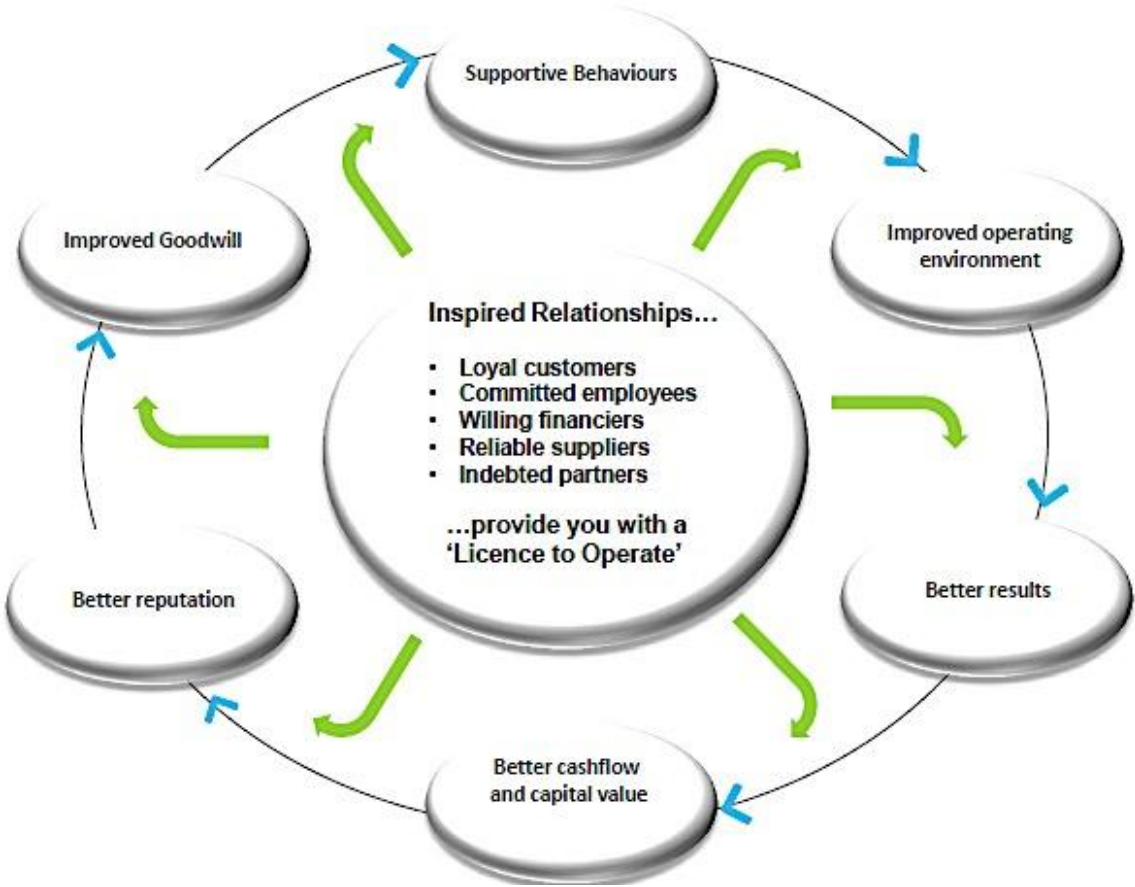 Supportive Behaviours
Improved Goodwill
Improved operating
environment
Inspired Relationships...
• Loyal customers
• Committed employees
• Willing financiers
• Reliable suppliers
• Indebted partners
...provide you with a
‘Licence to Operate’
Better reputation
Better results
Better cashflow
and capital value